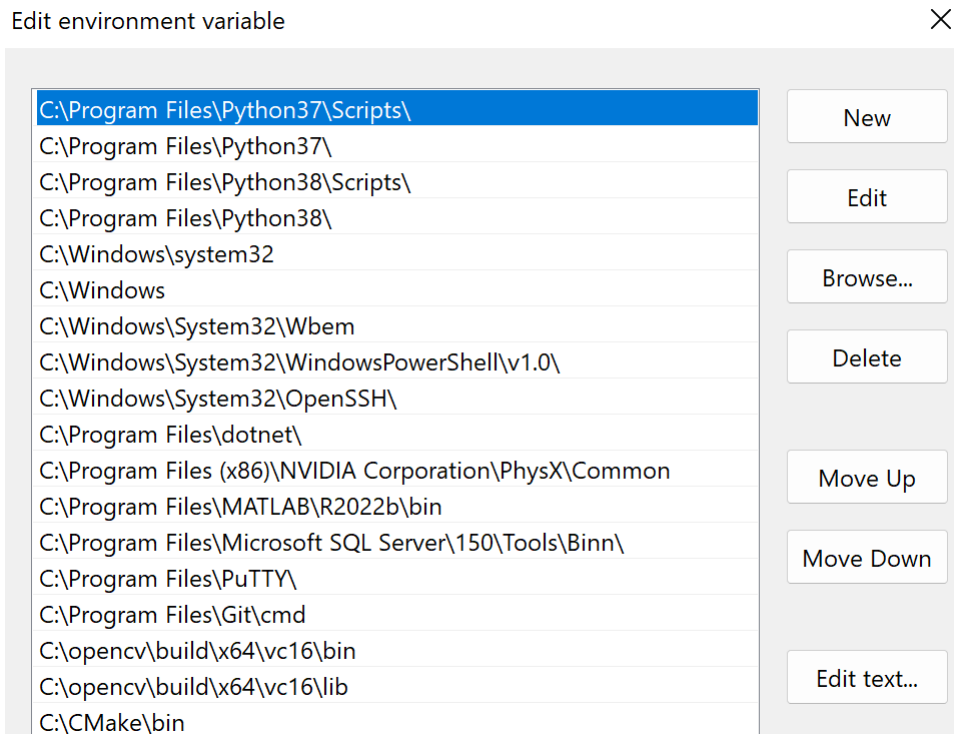 Edit environment variable
C:\Program Files\Python37\Scripts\
C:\Program Files\Python37\
C:\Program Files\Python38\Scripts\
C:\Program Files\Python38\
C:\Windows\system32
C:\Windows
C:\Windows\System32\Wbem
C:\Windows\System32\WindowsPowerShell\v1.0\
C:\Windows\System32\OpenSSH\
C:\Program Files\dotnet\
C:\Program Files (x86)\NVIDIA Corporation\PhysX\Common
C:\Program Files\MATLAB\R2022b\bin
C:\Program Files\Microsoft SQL Server\150\Tools\Binn\
C:\Program Files\PuTTY\
C:\Program Files\Git\cmd
C:\opencv\build\x64\vc16\bin
C:\opencv\build\x64\vc16\lib
C:\CMake\bin
New
Edit
Browse...
Delete
Move Up
Move Down
Edit text...